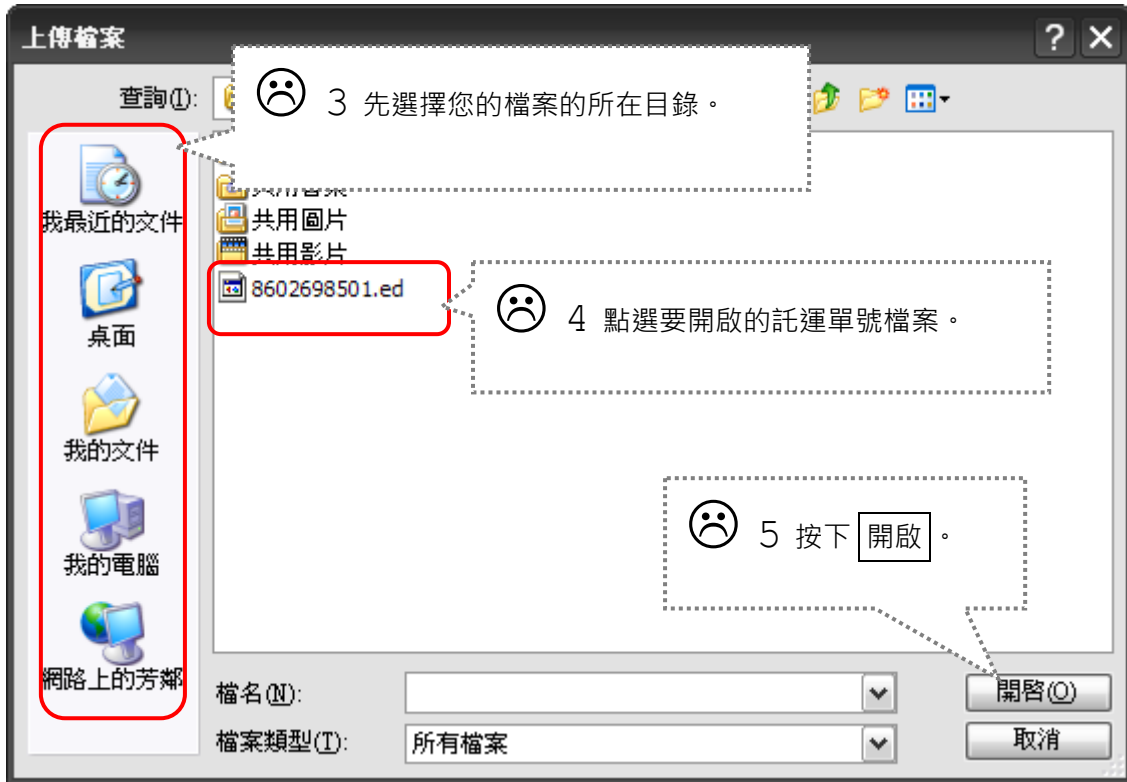 上傳檔案
查詢(I):
3 先選擇您的檔案的所在目錄。
我最近的文件
桌面
我的文件
我的電腦
網路上的芳鄰
共用圖片
共用影片
8602698501.ed
4 點選要開啟的託運單號檔案。
5 按下 開啟 。
檔名(N):
開啓(O)
檔案類型(T):
所有檔案
取消